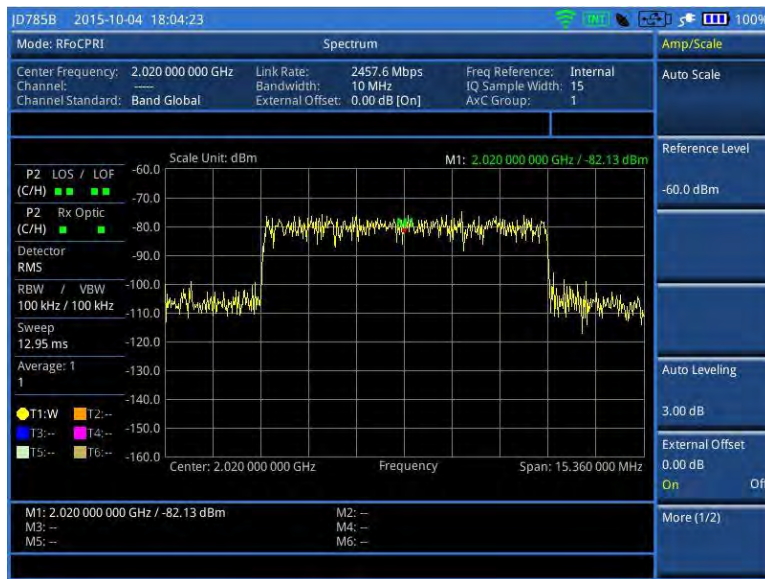 JD785B 2015-10-04 18:04:23 INT 100%
Mode: RFoCPRI Spectrum Amp/Scale
Center Frequency: 2.020 000 000 GHz Link Rate: 2457.6 Mbps Freq Reference: Internal
Channel: ---- Bandwidth: 10 MHz IQ Sample Width: 15
Channel Standard: Band Global External Offset: 0.00 dB [On] AxC Group: 1
Auto Scale
Reference Level
-60.0 dBm
Scale Unit: dBm M1: 2.020 000 000 GHz / -82.13 dBm
P2 LOS / LOF
(C/H)
P2 Rx Optic
(C/H)
Detector
RMS
RBW / VBW
100 kHz / 100 kHz
Sweep
12.95 ms
Average: 1
1
T1:W T2:--
T3:-- T4:--
T5:-- T6:--
-60.0
-70.0
-80.0
-90.0
-100.0
-110.0
-120.0
-130.0
-140.0
-150.0
-160.0
Center: 2.020 000 000 GHz Frequency Span: 15.360 000 MHz
Auto Leveling
3.00 dB
External Offset
0.00 dB
On Off
More (1/2)
M1: 2.020 000 000 GHz / -82.13 dBm M2: --
M3: -- M4: --
M5: -- M6: --